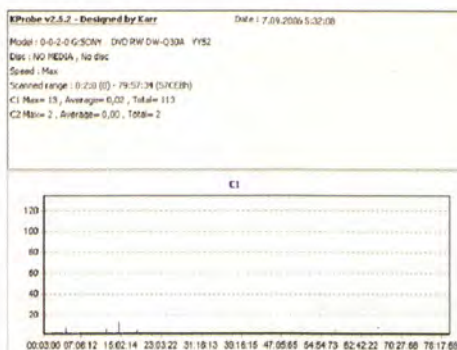 KProbe v2.5.2 - Designed by Karr Date : 7.09.2006 5:32:08
Model : 0-0-2-0 G:SONY DVD RW DW-Q30A YYS2
Disc : NO MEDIA , No disc
Speed : Max
Scanned range : 0:2:0 (0) - 79:57:34 (57CE8h)
C1 Max= 13 , Average= 0,02 , Total= 113
C2 Max= 2 , Average= 0,00 , Total= 2
C1
120
100
80
60
40
20
00:03.00 07:06.12 15:02.14 23:03.22 31:16.13 39:16.15 47:05.65 54:54.73 62:42.22 70:27.66 78:17.68